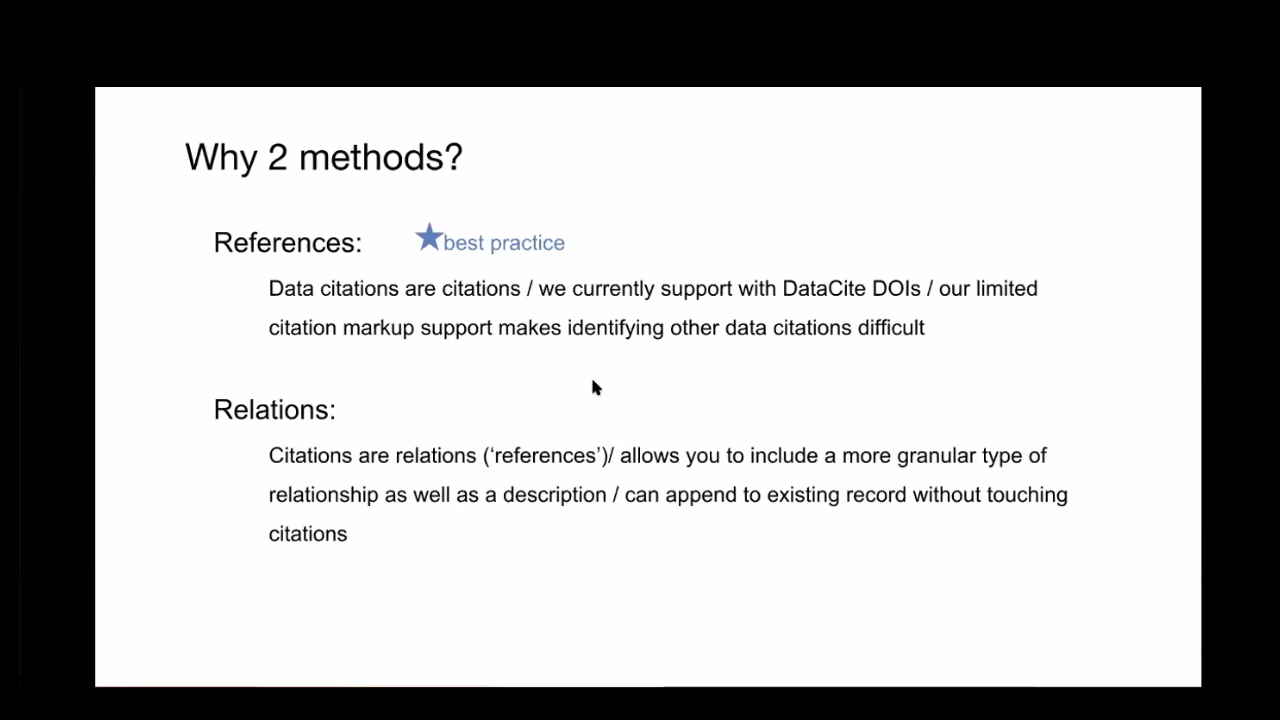 Why 2 methods?
References: best practice
Data citations are citations / we currently support with DataCite DOIs / our limited
citation markup support makes identifying other data citations difficult
Relations:
Citations are relations (‘references’)/ allows you to include a more granular type of
relationship as well as a description / can append to existing record without touching
citations